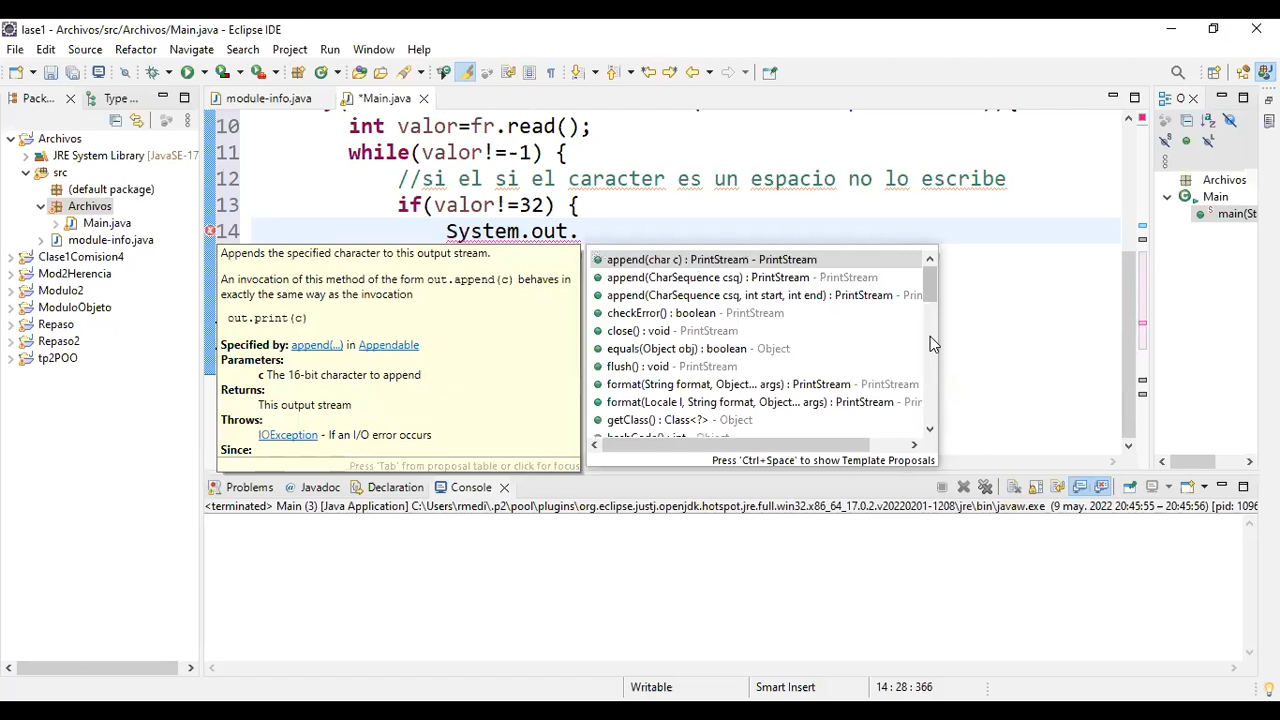 lase1 - Archivos/src/Archivos/Main.java - Eclipse IDE
File Edit Source Refactor Navigate Search Project Run Window Help
Pack... Type ... module-info.java *Main.java
Archivos
JRE System Library [JavaSE-17
src
(default package)
Archivos
Main.java
module-info.java
Clase1Comision4
Mod2Herencia
Modulo2
ModuloObjeto
Repaso
Repaso2
tp2POO
10 int valor=fr.read();
11 while(valor!=-1) {
12 //si el si el caracter es un espacio no lo escribe
13 if(valor!=32) {
14 System.out.
Appends the specified character to this output stream.
An invocation of this method of the form out.append(c) behaves in
exactly the same way as the invocation
out.print(c)
Specified by: append(...) in Appendable
Parameters:
c The 16-bit character to append
Returns:
This output stream
Throws:
IOException - If an I/O error occurs
Since:
Press 'Tab' from proposal table or click for focus
append(char c) : PrintStream - PrintStream
append(CharSequence csq) : PrintStream - PrintStream
append(CharSequence csq, int start, int end) : PrintStream - Prin
checkError() : boolean - PrintStream
close() : void - PrintStream
equals(Object obj) : boolean - Object
flush() : void - PrintStream
format(String format, Object... args) : PrintStream - PrintStream
format(Locale l, String format, Object... args) : PrintStream - Prin
getClass() : Class<?> - Object
hashCode() : int - Object
Press 'Ctrl+Space' to show Template Proposals
O
Archivos
Main
main(St
Problems Javadoc Declaration Console
<terminated> Main (3) [Java Application] C:\Users\rmedi\.p2\pool\plugins\org.eclipse.justj.openjdk.hotspot.jre.full.win32.x86_64_17.0.2.v20220201-1208\jre\bin\javaw.exe (9 may. 2022 20:45:55 – 20:45:56) [pid: 1096
Writable Smart Insert 14 : 28 : 366